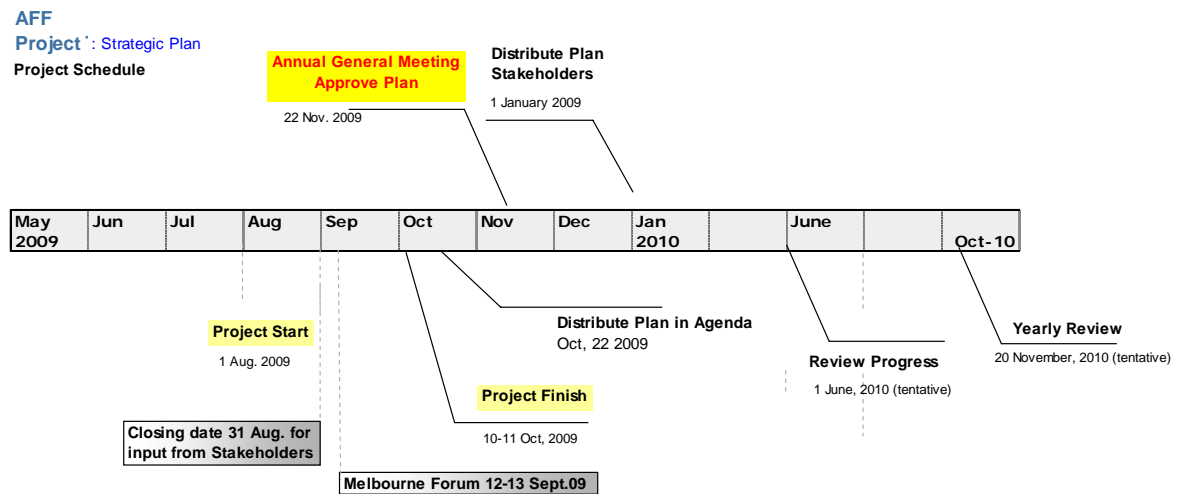 AFF
Project : Strategic Plan
Project Schedule
Annual General Meeting
Approve Plan
22 Nov. 2009
Distribute Plan
Stakeholders
1 January 2009
May
2009
Jun
Jul
Aug
Sep
Oct
Nov
Dec
Jan
2010
June
Oct-10
Project Start
1 Aug. 2009
Closing date 31 Aug. for
input from Stakeholders
Melbourne Forum 12-13 Sept.09
Project Finish
10-11 Oct, 2009
Distribute Plan in Agenda
Oct, 22 2009
Review Progress
1 June, 2010 (tentative)
Yearly Review
20 November, 2010 (tentative)